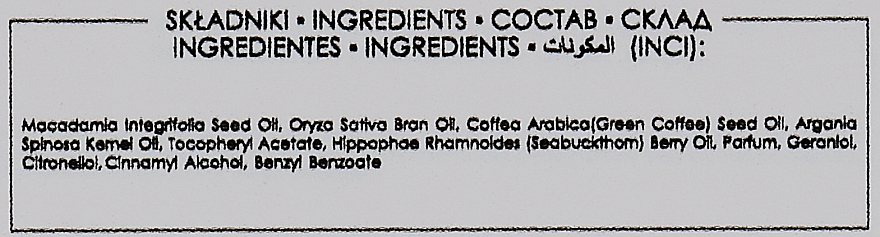 SKŁADNIKI ▪ INGREDIENTS ▪ СОСТАВ ▪ СКЛАД
INGREDIENTES ▪ INGREDIENTS ▪ المكونات (INCI):
Macadamia Integrifolia Seed Oil, Oryza Sativa Bran Oil, Coffea Arabica(Green Coffee) Seed Oil, Argania
Spinosa Kernel Oil, Tocopheryl Acetate, Hippophae Rhamnoides (Seabuckthorn) Berry Oil, Parfum, Geraniol,
Citronellol, Cinnamyl Alcohol, Benzyl Benzoate